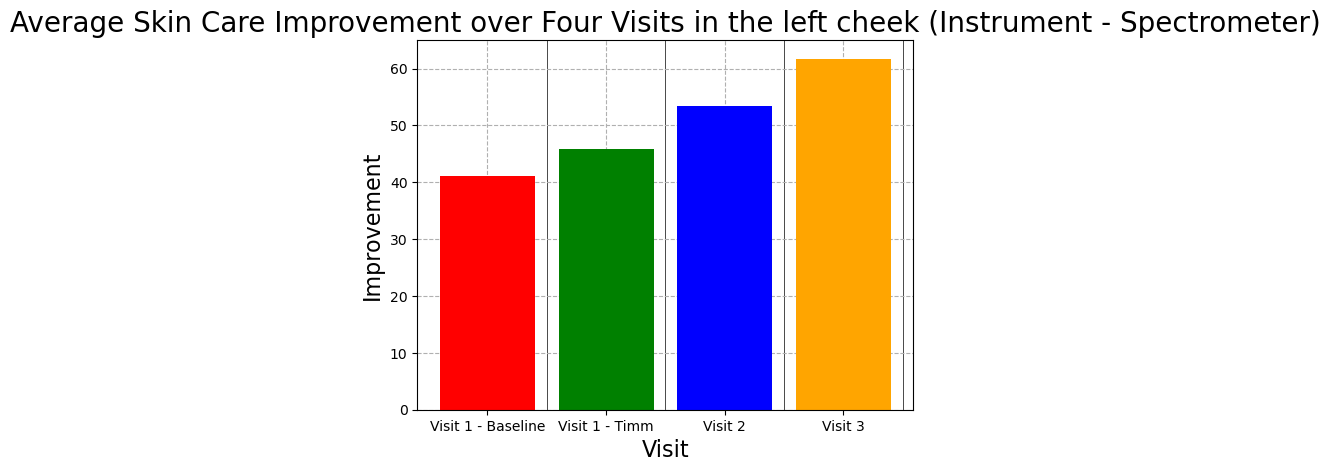 Average Skin Care Improvement over Four Visits in the left cheek (Instrument - Spectrometer)
Improvement
60
50
40
30
20
10
0
Visit 1 - Baseline Visit 1 - Timm Visit 2 Visit 3
Visit